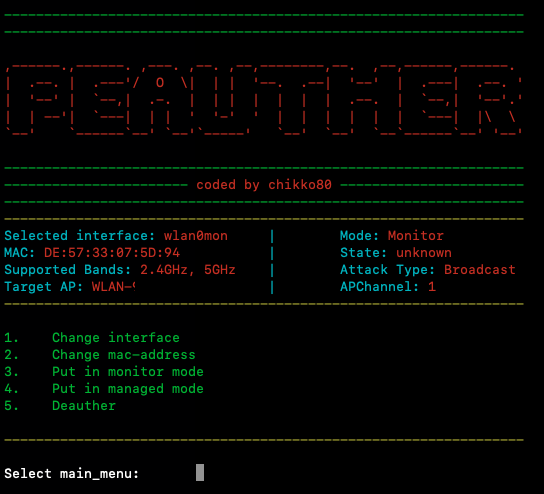 PEAUTHER
coded by chikko80
Selected interface: wlan0mon | Mode: Monitor
MAC: DE:57:33:07:5D:94 | State: unknown
Supported Bands: 2.4GHz, 5GHz | Attack Type: Broadcast
Target AP: WLAN- | APChannel: 1
1. Change interface
2. Change mac-address
3. Put in monitor mode
4. Put in managed mode
5. Deauther
Select main_menu: